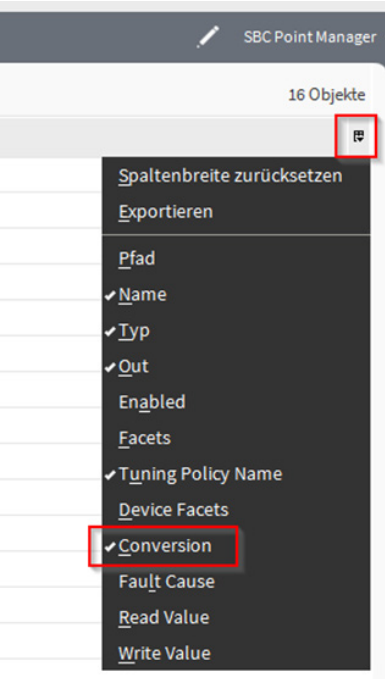 SBC Point Manager
16 Objekte
Spaltenbreite zurücksetzen
Exportieren
Pfad
Name
Typ
Out
Enabled
Facets
Tuning Policy Name
Device Facets
Conversion
Fault Cause
Read Value
Write Value